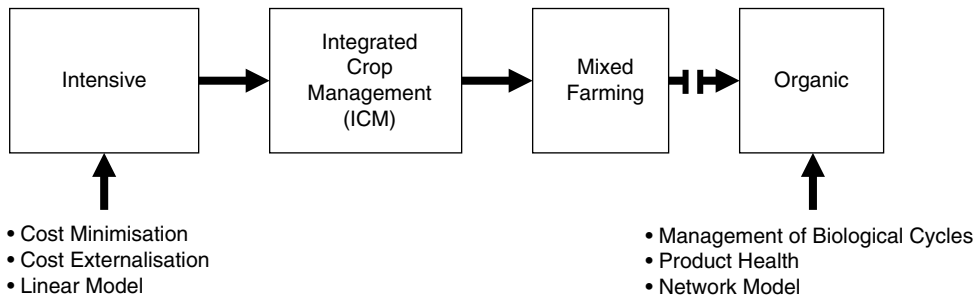 Intensive
Integrated
Crop
Management
(ICM)
Mixed
Farming
Organic
• Cost Minimisation
• Cost Externalisation
• Linear Model
• Management of Biological Cycles
• Product Health
• Network Model